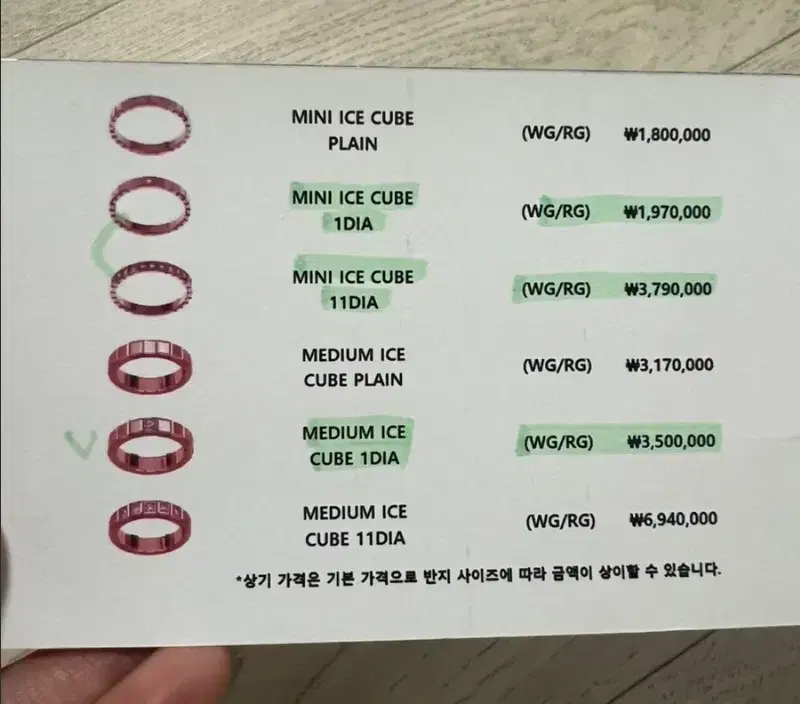 MINI ICE CUBE (WG/RG) ₩1,800,000
PLAIN
MINI ICE CUBE (WG/RG) ₩1,970,000
1DIA
MINI ICE CUBE (WG/RG) ₩3,790,000
11DIA
MEDIUM ICE (WG/RG) ₩3,170,000
CUBE PLAIN
MEDIUM ICE (WG/RG) ₩3,500,000
CUBE 1DIA
MEDIUM ICE (WG/RG) ₩6,940,000
CUBE 11DIA
*상기 가격은 기본 가격으로 반지 사이즈에 따라 금액이 상이할 수 있습니다.